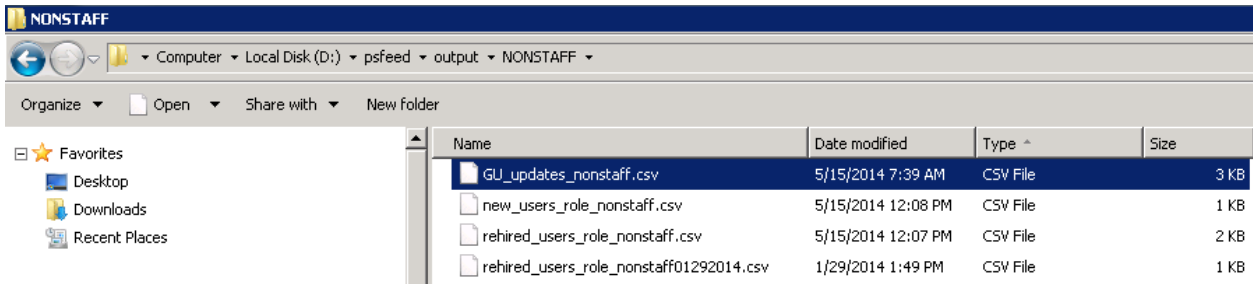 NONSTAFF
Computer Local Disk (D:) psfeed output NONSTAFF
Organize Open Share with New folder
Favorites
Desktop
Downloads
Recent Places
Name Date modified Type Size
GU_updates_nonstaff.csv 5/15/2014 7:39 AM CSV File 3 KB
new_users_role_nonstaff.csv 5/15/2014 12:08 PM CSV File 1 KB
rehired_users_role_nonstaff.csv 5/15/2014 12:07 PM CSV File 2 KB
rehired_users_role_nonstaff01292014.csv 1/29/2014 1:49 PM CSV File 1 KB